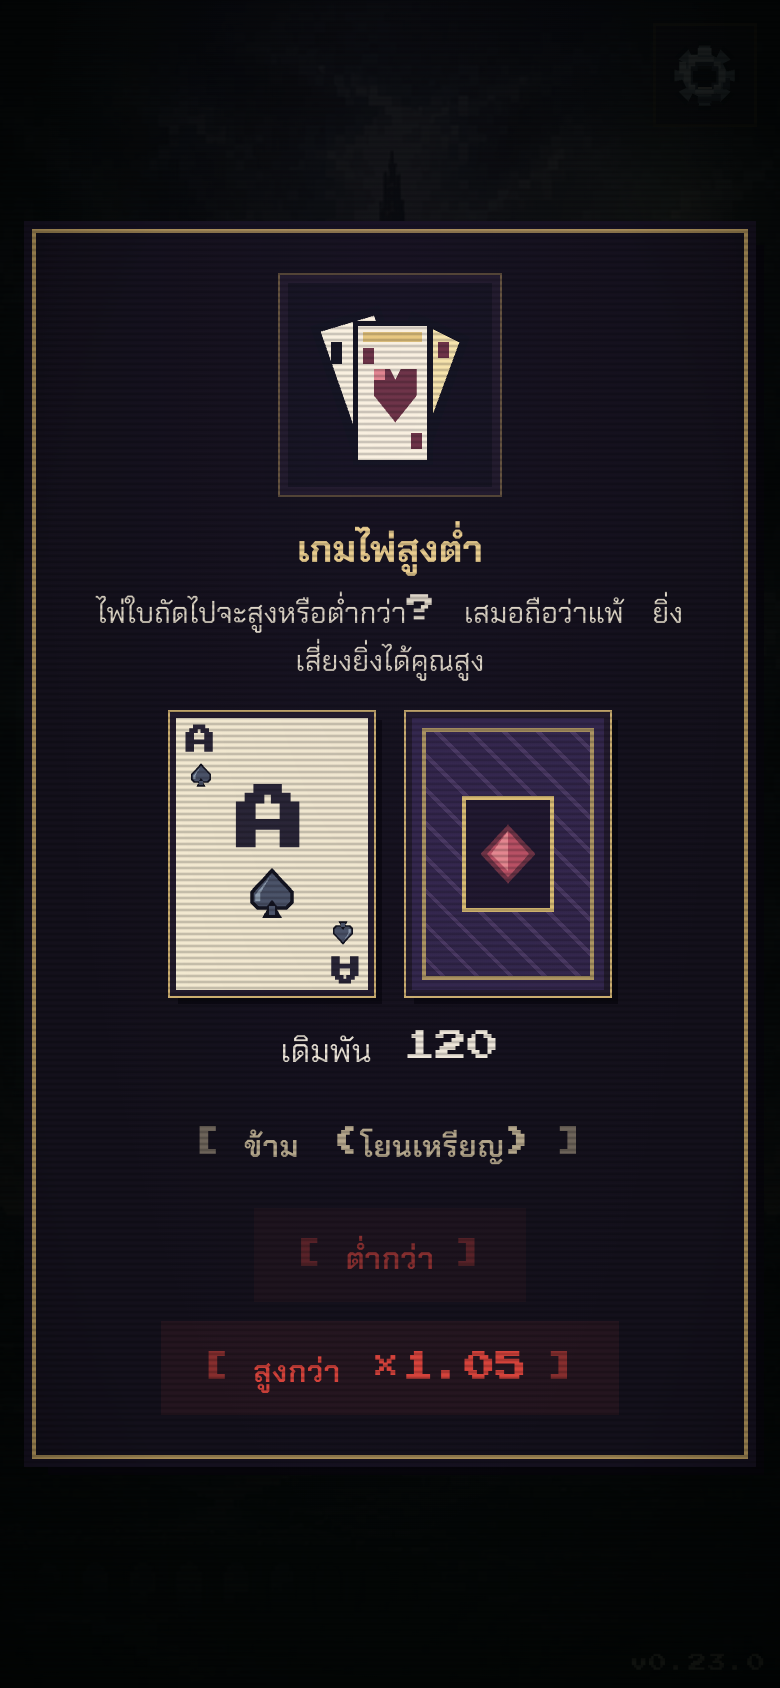 เกมไพ่สูงต่ำ
ไพ่ใบถัดไปจะสูงหรือต่ำกว่า? เสมอถือว่าแพ้ ยิ่ง
เสี่ยงยิ่งได้คูณสูง
A
A
A
เดิมพัน 120
[ ข้าม (โยนเหรียญ) ]
[ ต่ำกว่า ]
[ สูงกว่า ×1.05 ]
v0.23.0